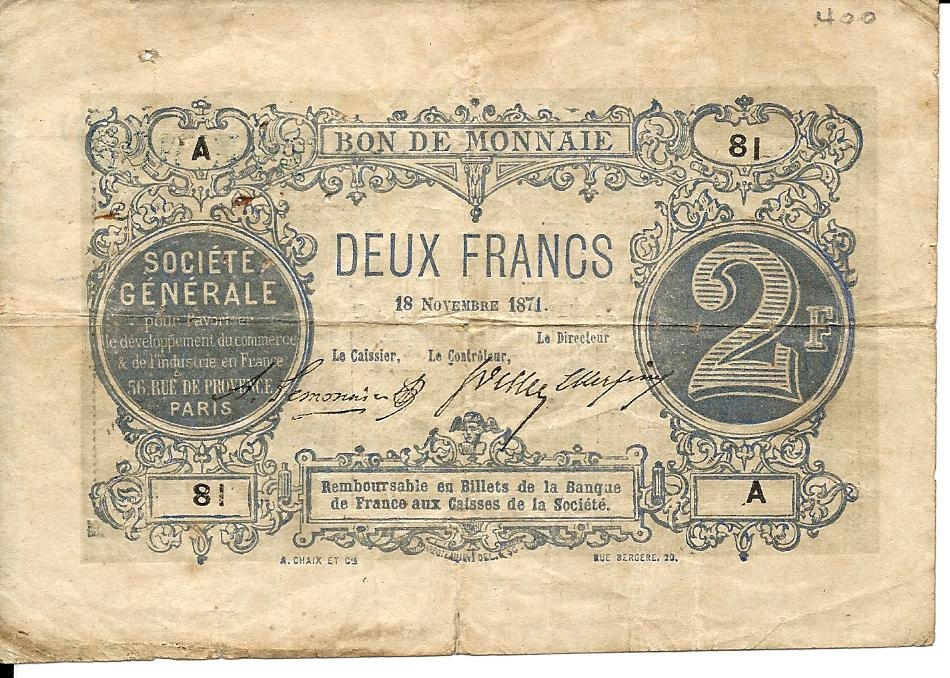 400
A
BON DE MONNAIE
81
SOCIÉTÉ
GÉNÉRALE
pour favoriser
le développement du commerce
& de l'industrie en France
56 RUE DE PROVENCE
PARIS
DEUX FRANCS
18 NOVEMBRE 1871.
Le Directeur
Le Caissier, Le Contrôleur,
2 F
81
Remboursable en Billets de la Banque
de France aux Caisses de la Société.
A
A. CHAIX ET Cie
RUE BERGERE. 20.